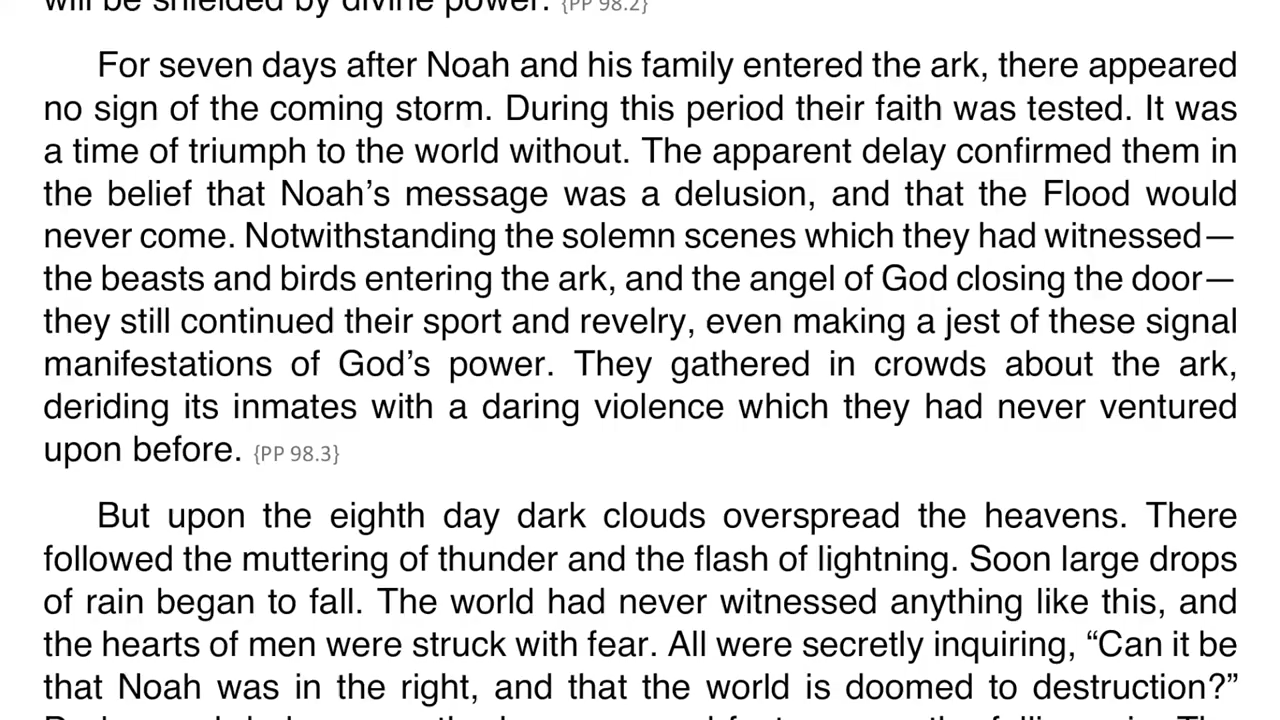 will be shielded by divine power. {PP 98.2}
For seven days after Noah and his family entered the ark, there appeared
no sign of the coming storm. During this period their faith was tested. It was
a time of triumph to the world without. The apparent delay confirmed them in
the belief that Noah’s message was a delusion, and that the Flood would
never come. Notwithstanding the solemn scenes which they had witnessed—
the beasts and birds entering the ark, and the angel of God closing the door—
they still continued their sport and revelry, even making a jest of these signal
manifestations of God’s power. They gathered in crowds about the ark,
deriding its inmates with a daring violence which they had never ventured
upon before. {PP 98.3}
But upon the eighth day dark clouds overspread the heavens. There
followed the muttering of thunder and the flash of lightning. Soon large drops
of rain began to fall. The world had never witnessed anything like this, and
the hearts of men were struck with fear. All were secretly inquiring, “Can it be
that Noah was in the right, and that the world is doomed to destruction?”